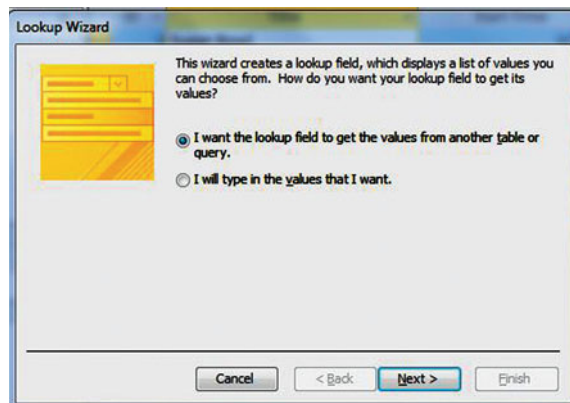 Lookup Wizard
This wizard creates a lookup field, which displays a list of values you
can choose from. How do you want your lookup field to get its
values?
I want the lookup field to get the values from another table or
query.
I will type in the values that I want.
Cancel
< Back
Next >
Finish